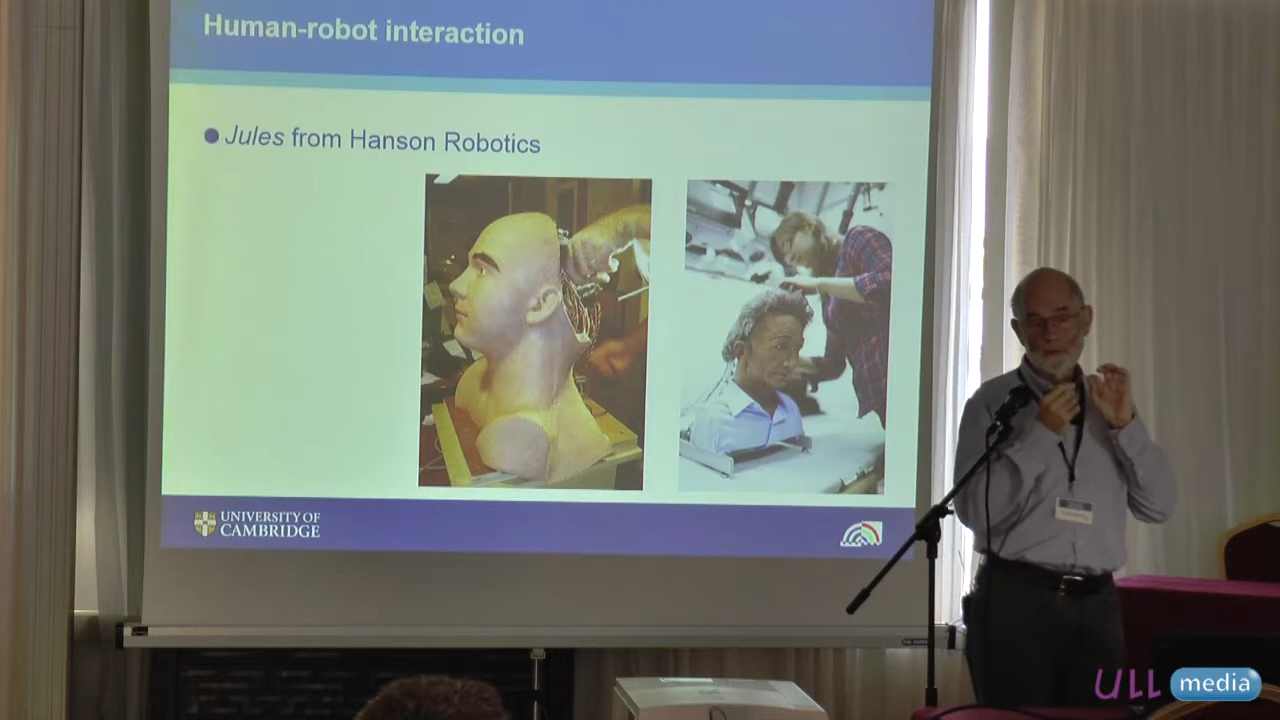 Human-robot interaction
Jules from Hanson Robotics
UNIVERSITY OF
CAMBRIDGE
ULL media